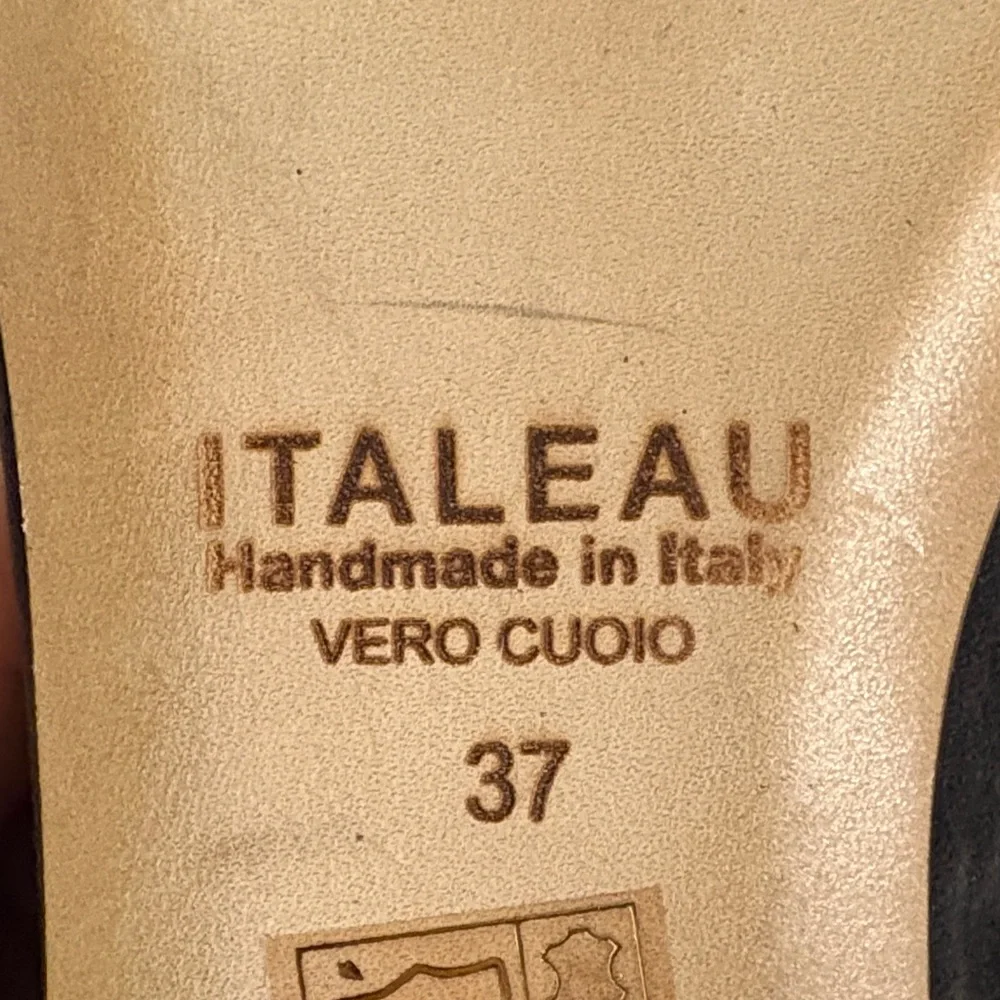 ITALEAU
Handmade in Italy
VERO CUOIO
37